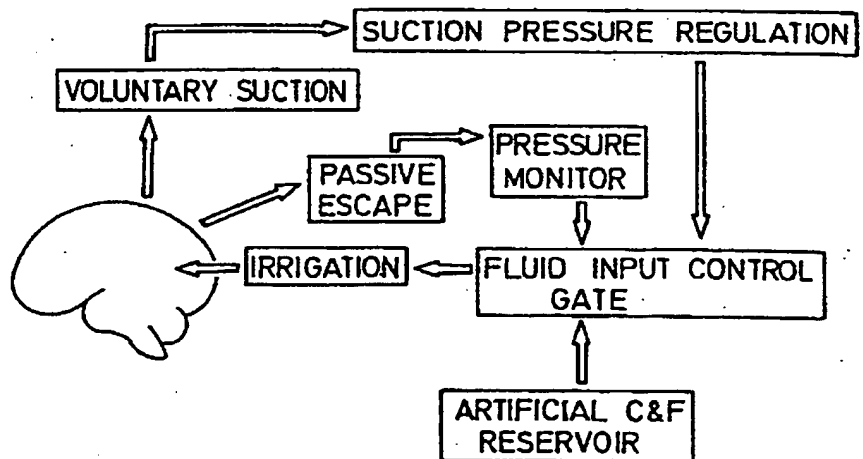 SUCTION PRESSURE REGULATION
VOLUNTARY SUCTION
PASSIVE
ESCAPE
PRESSURE
MONITOR
IRRIGATION
FLUID INPUT CONTROL
GATE
ARTIFICIAL C&F
RESERVOIR